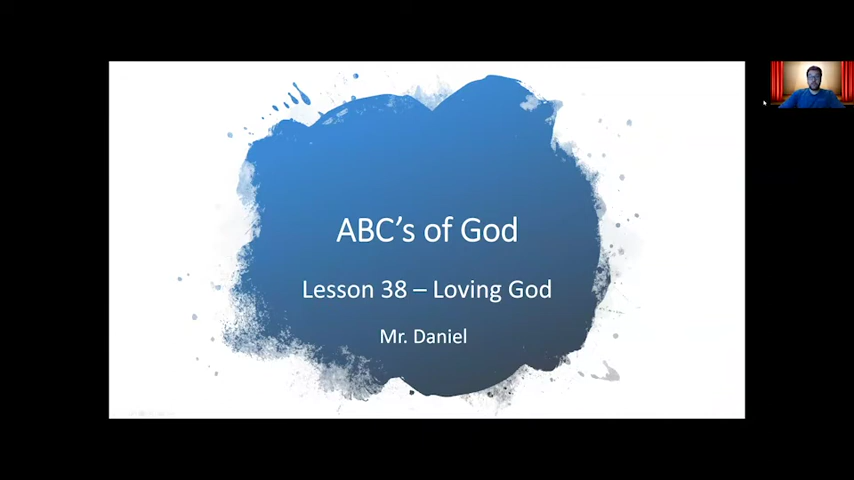 ABC’s of God
Lesson 38 – Loving God
Mr. Daniel